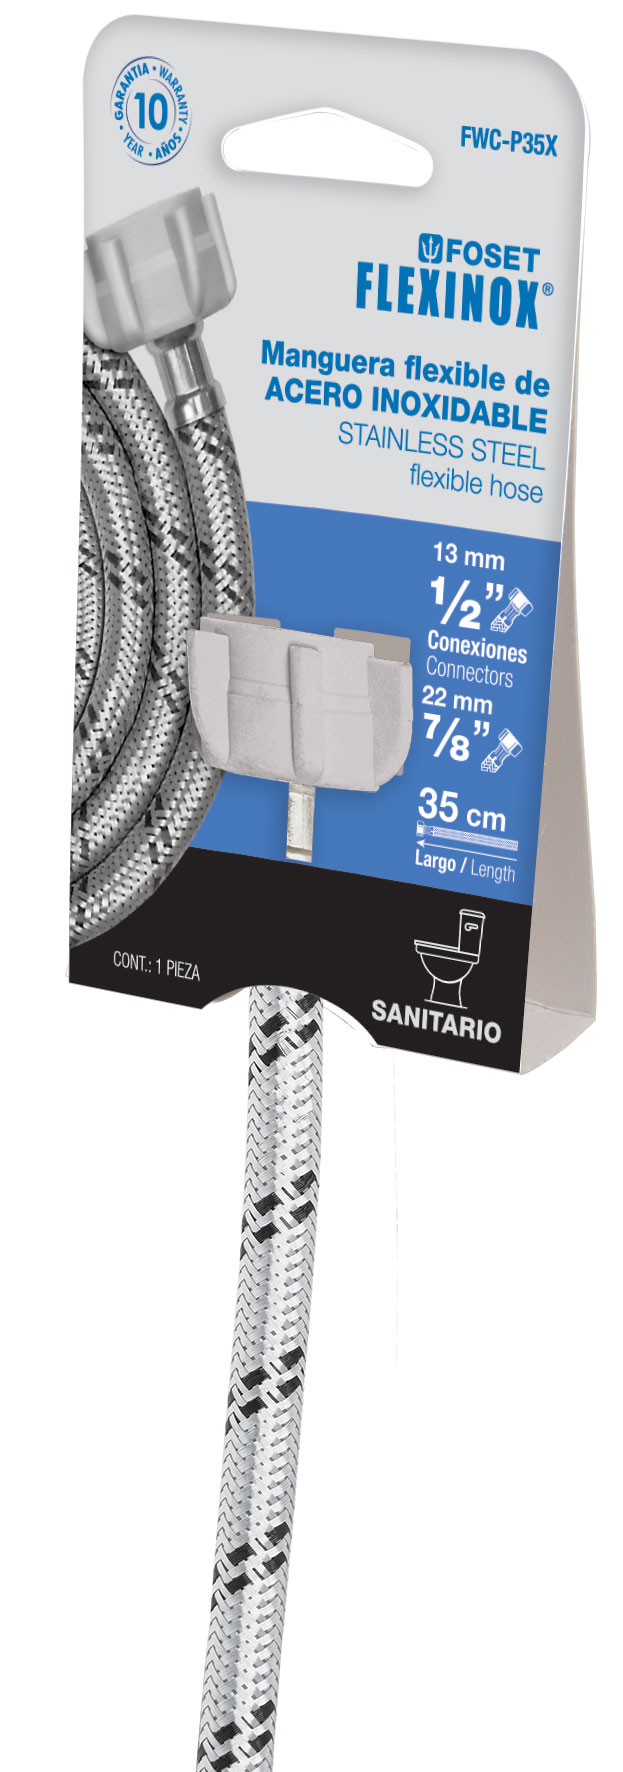 GARANTIA • WARRANTY
10
YEAR • AÑOS
FWC-P35X
FOSET
FLEXINOX®
Manguera flexible de
ACERO INOXIDABLE
STAINLESS STEEL
flexible hose
13 mm
1/2”
Conexiones
Connectors
22 mm
7/8”
35 cm
Largo / Length
CONT.: 1 PIEZA
SANITARIO